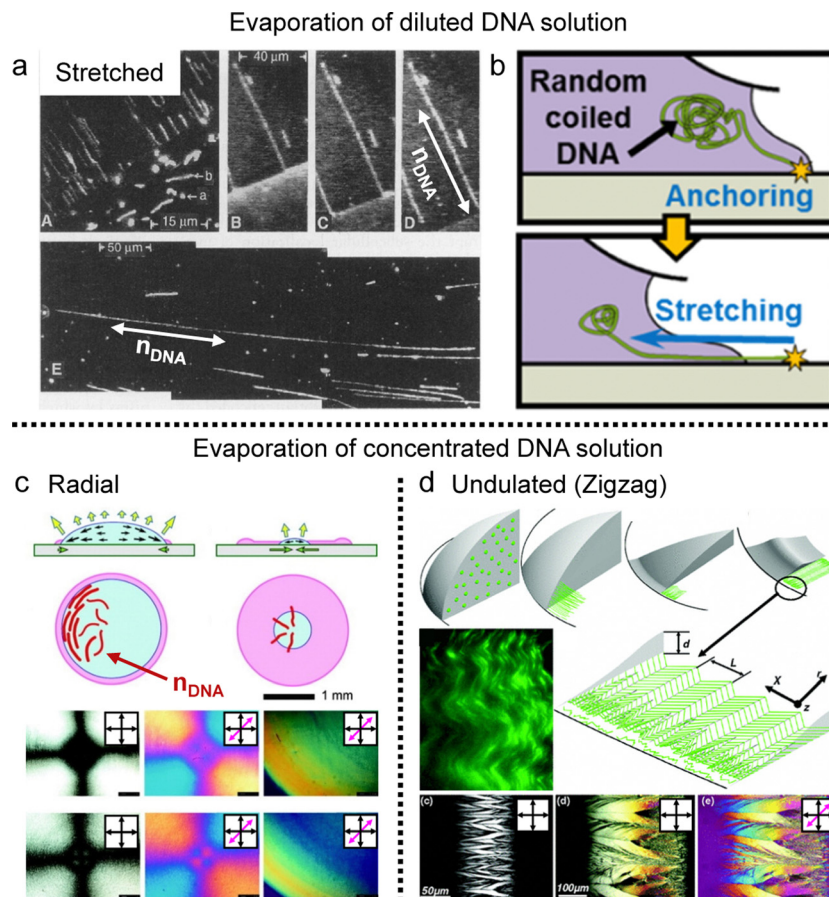 Evaporation of diluted DNA solution
a
Stretched
b
a
A
15 µm
40 µm
B
C
D
nDNA
50 µm
nDNA
E
b
Random
coiled
DNA
Anchoring
Stretching
Evaporation of concentrated DNA solution
c Radial
nDNA
1 mm
d Undulated (Zigzag)
d
L
X
r
z
(c)
50µm
(d)
100µm
(e)